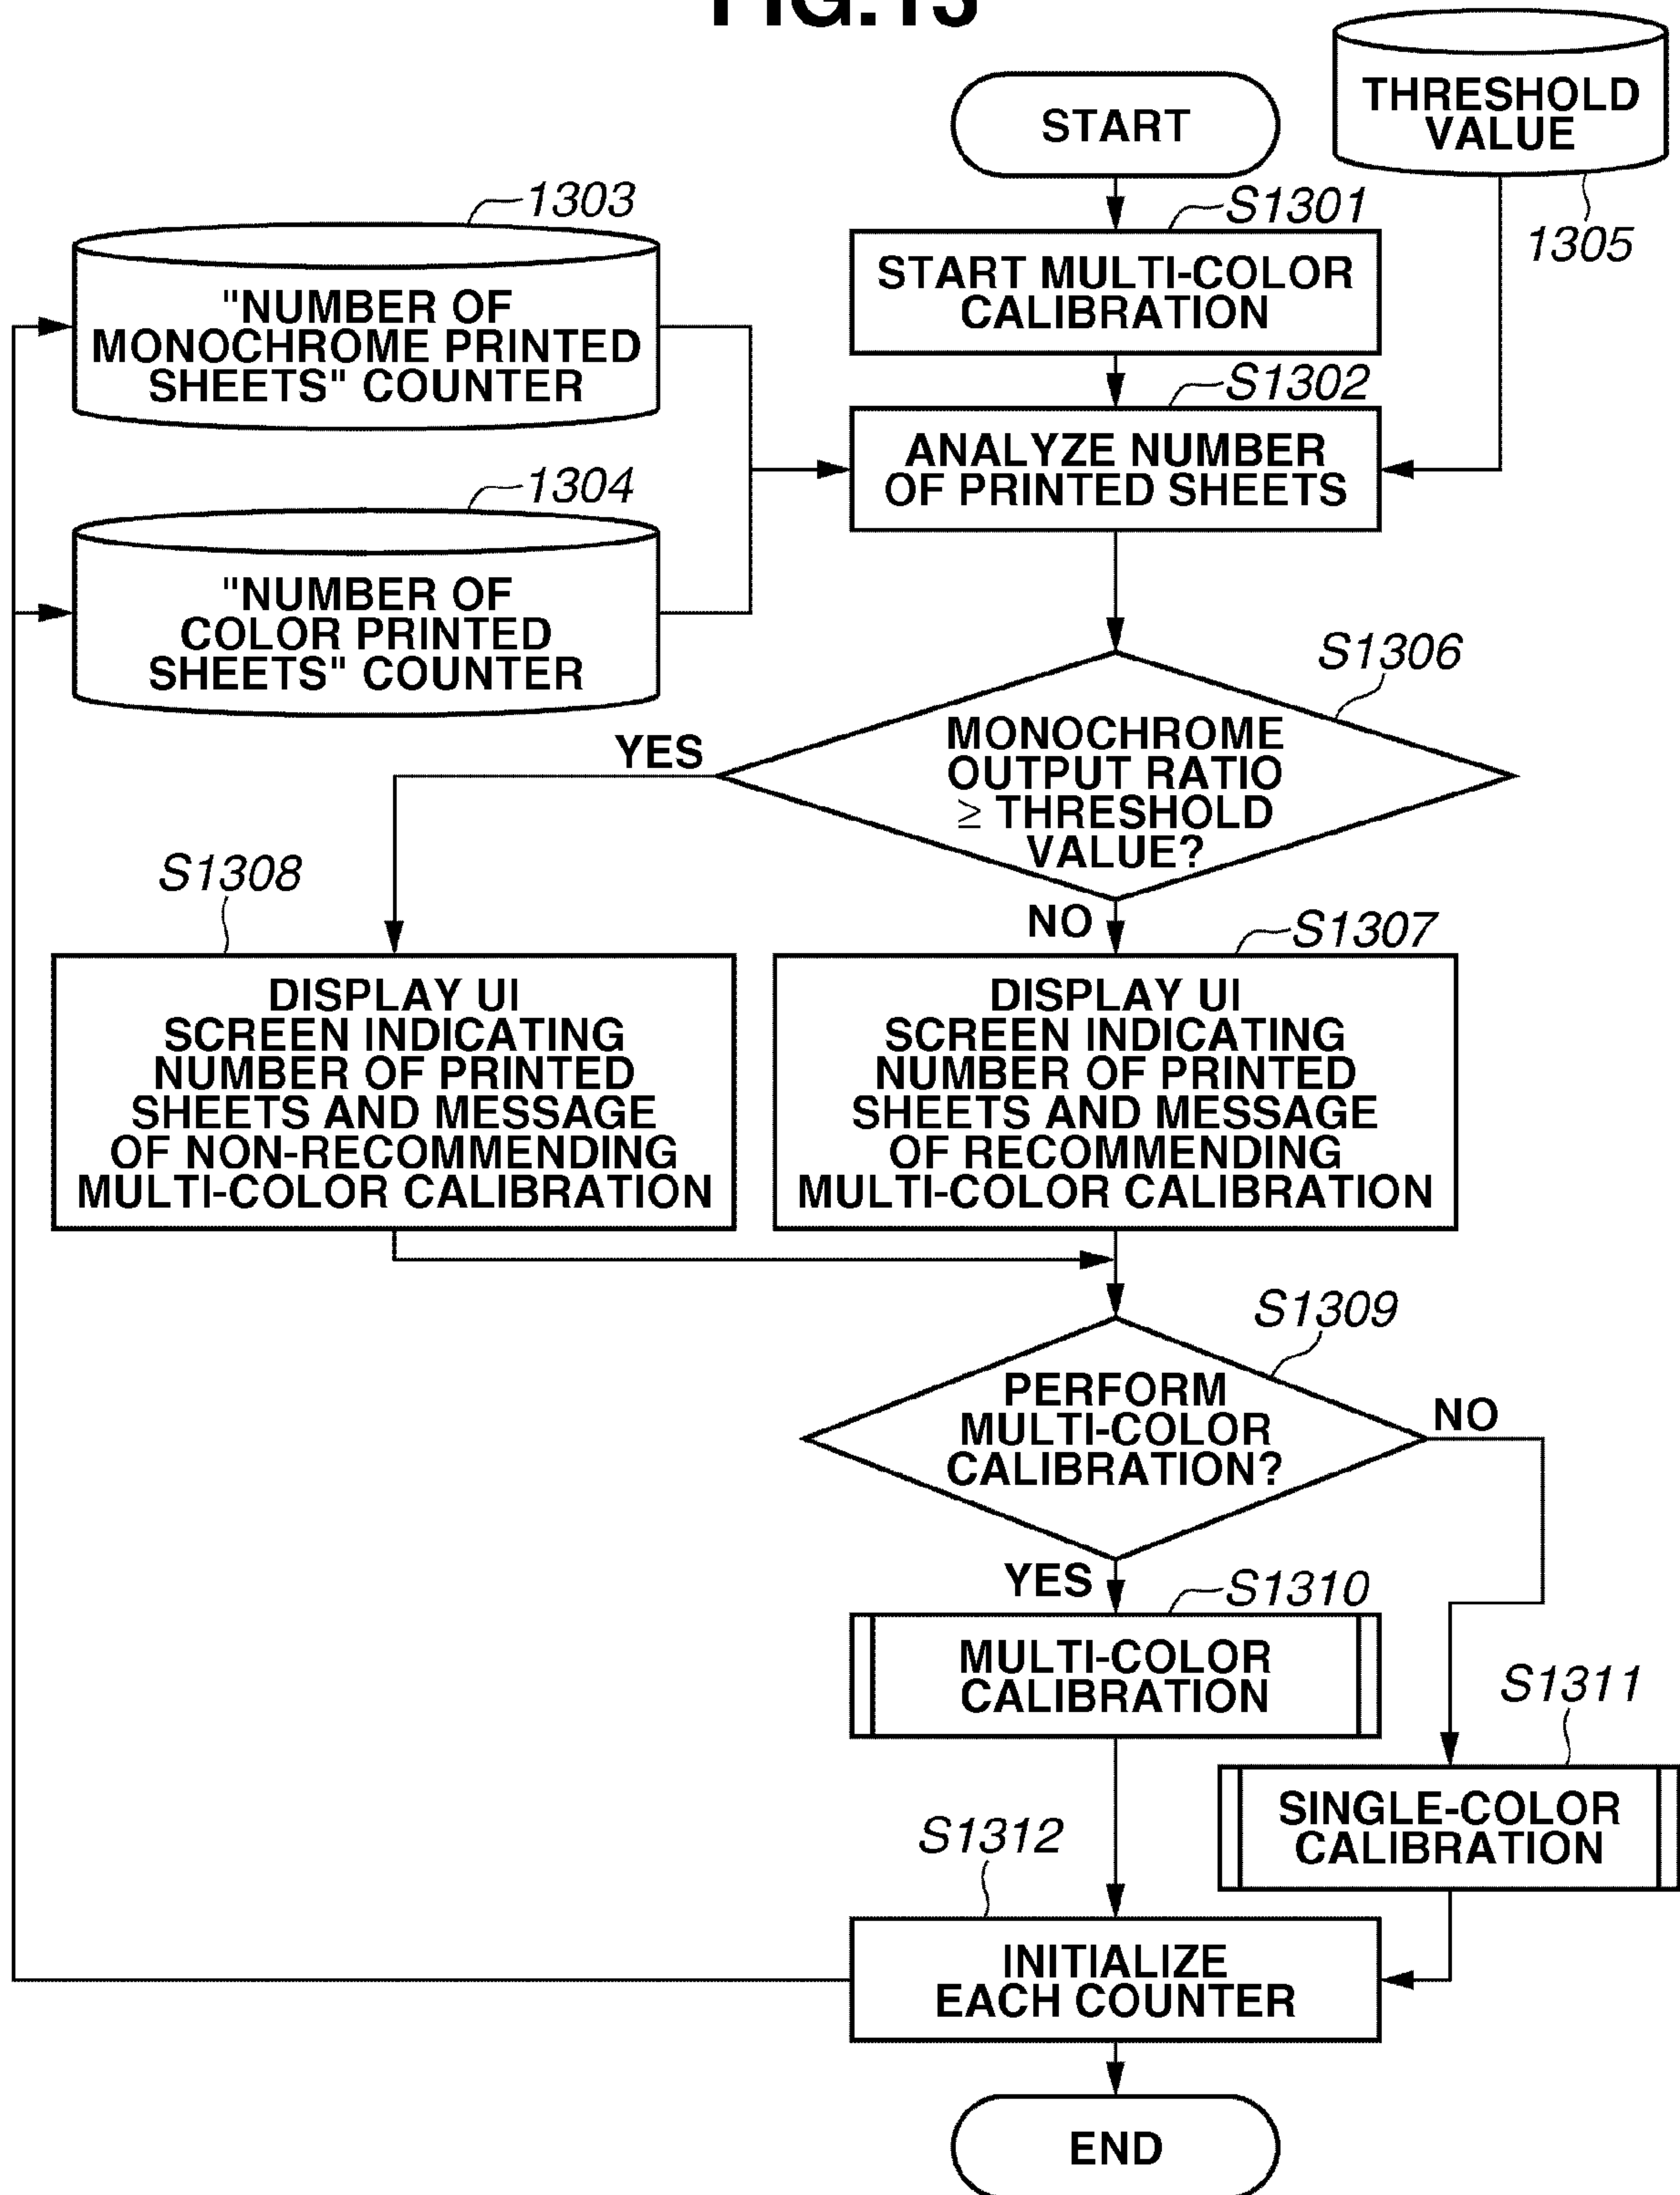 FIG.13
START
THRESHOLD
VALUE
1303
S1301
1305
"NUMBER OF
MONOCHROME PRINTED
SHEETS" COUNTER
START MULTI-COLOR
CALIBRATION
S1302
1304
ANALYZE NUMBER
OF PRINTED SHEETS
"NUMBER OF
COLOR PRINTED
SHEETS" COUNTER
S1306
MONOCHROME
OUTPUT RATIO
≥ THRESHOLD
VALUE?
YES
S1308
NO
S1307
DISPLAY UI
SCREEN INDICATING
NUMBER OF PRINTED
SHEETS AND MESSAGE
OF NON-RECOMMENDING
MULTI-COLOR CALIBRATION
DISPLAY UI
SCREEN INDICATING
NUMBER OF PRINTED
SHEETS AND MESSAGE
OF RECOMMENDING
MULTI-COLOR CALIBRATION
S1309
PERFORM
MULTI-COLOR
CALIBRATION?
NO
YES
S1310
MULTI-COLOR
CALIBRATION
S1311
SINGLE-COLOR
CALIBRATION
S1312
INITIALIZE
EACH COUNTER
END